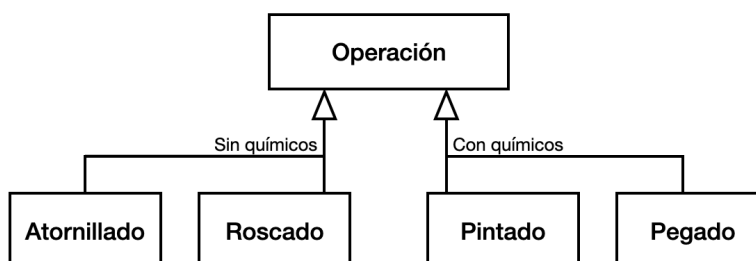 Operación
Sin químicos
Con químicos
Atornillado
Roscado
Pintado
Pegado